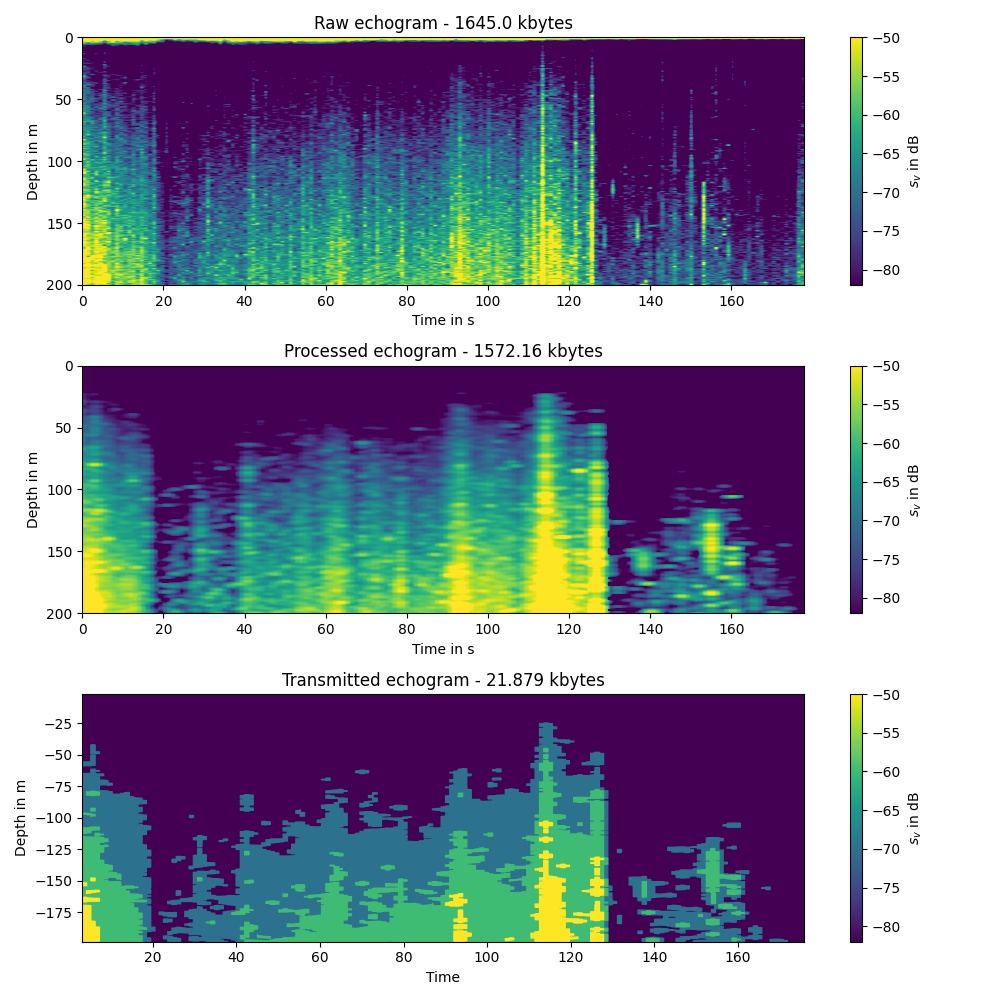 Raw echogram - 1645.0 kbytes
0
50
100
150
200
Depth in m
0 20 40 60 80 100 120 140 160
Time in s
−50
−55
−60
−65
−70
−75
−80
sv in dB
Processed echogram - 1572.16 kbytes
0
50
100
150
200
Depth in m
0 20 40 60 80 100 120 140 160
Time in s
−50
−55
−60
−65
−70
−75
−80
sv in dB
Transmitted echogram - 21.879 kbytes
−25
−50
−75
−100
−125
−150
−175
Depth in m
20 40 60 80 100 120 140 160
Time
−50
−55
−60
−65
−70
−75
−80
sv in dB